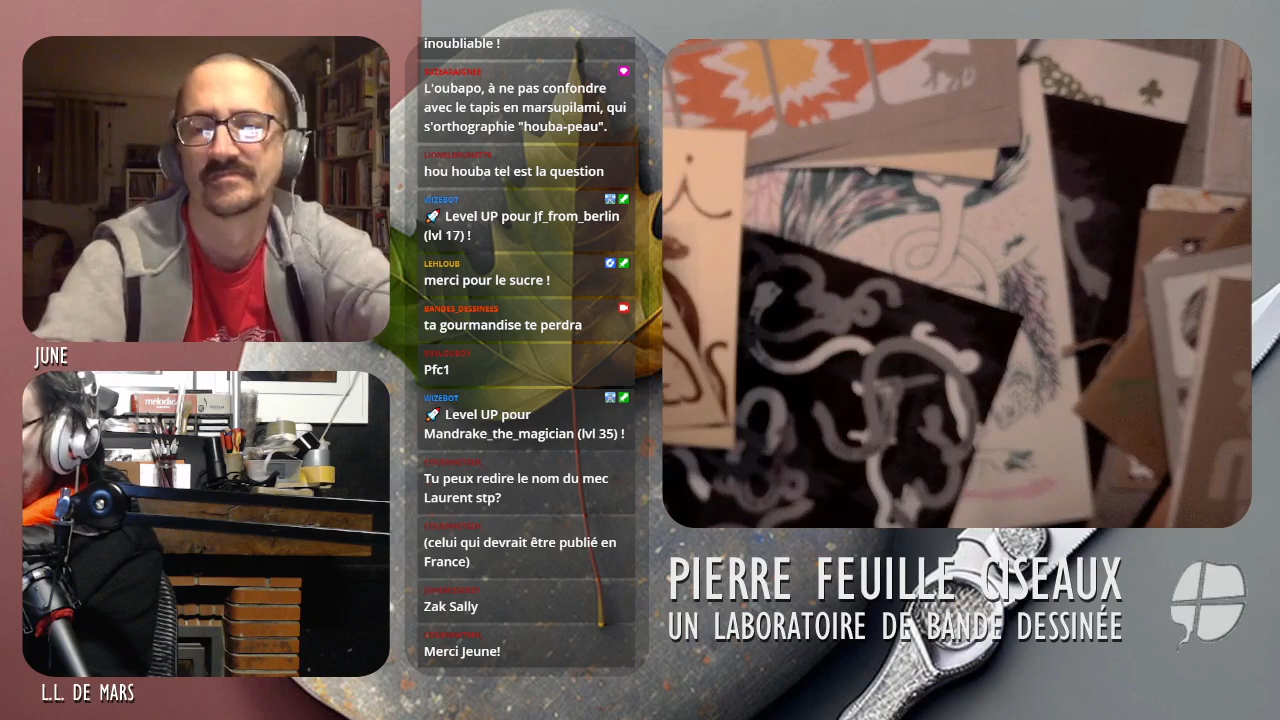 inoubliable !
L'oubapo, à ne pas confondre
avec le tapis en marsupilami, qui
s'orthographie "houba-peau".
hou houba tel est la question
WIZEBOT
🚀 Level UP pour Jf_from_berlin
(lvl 17) !
LEHLOUB
merci pour le sucre !
BANDES_DESSINEES
ta gourmandise te perdra
Pfc1
WIZEBOT
🚀 Level UP pour
Mandrake_the_magician (lvl 35) !
Tu peux redire le nom du mec
Laurent stp?
(celui qui devrait être publié en
France)
Zak Sally
Merci Jeune!
JUNE
L.L. DE MARS
PIERRE FEUILLE CISEAUX
UN LABORATOIRE DE BANDE DESSINÉE